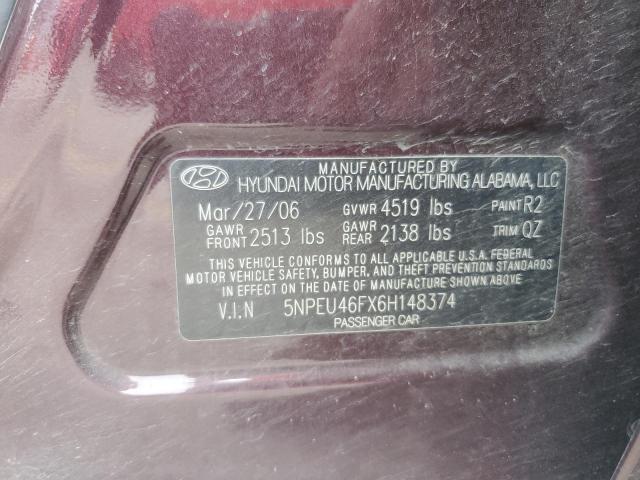 MANUFACTURED BY
HYUNDAI MOTOR MANUFACTURING ALABAMA, LLC
Mar/27/06 GVWR 4519 lbs PAINT R2
GAWR FRONT 2513 lbs GAWR REAR 2138 lbs TRIM QZ
THIS VEHICLE CONFORMS TO ALL APPLICABLE U.S.A. FEDERAL
MOTOR VEHICLE SAFETY, BUMPER, AND THEFT PREVENTION STANDARDS
IN EFFECT ON THE DATE OF MANUFACTURE SHOWN ABOVE
V.I.N 5NPEU46FX6H148374
PASSENGER CAR